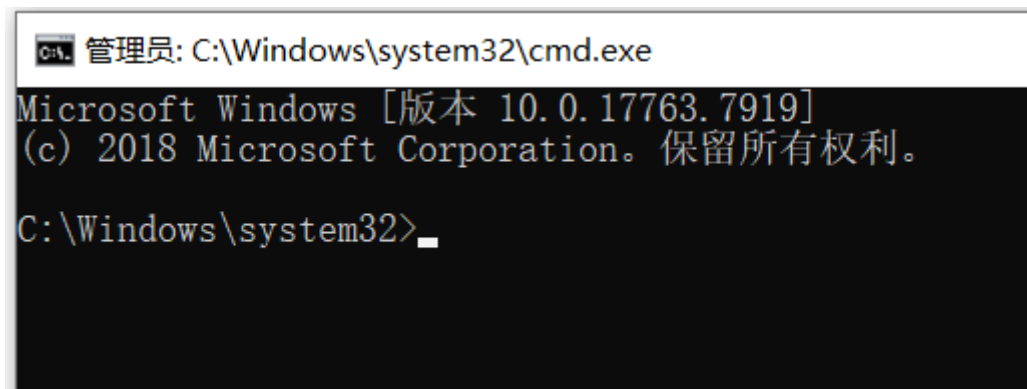 管理员: C:\Windows\system32\cmd.exe
Microsoft Windows [版本 10.0.17763.7919]
(c) 2018 Microsoft Corporation。保留所有权利。
C:\Windows\system32>